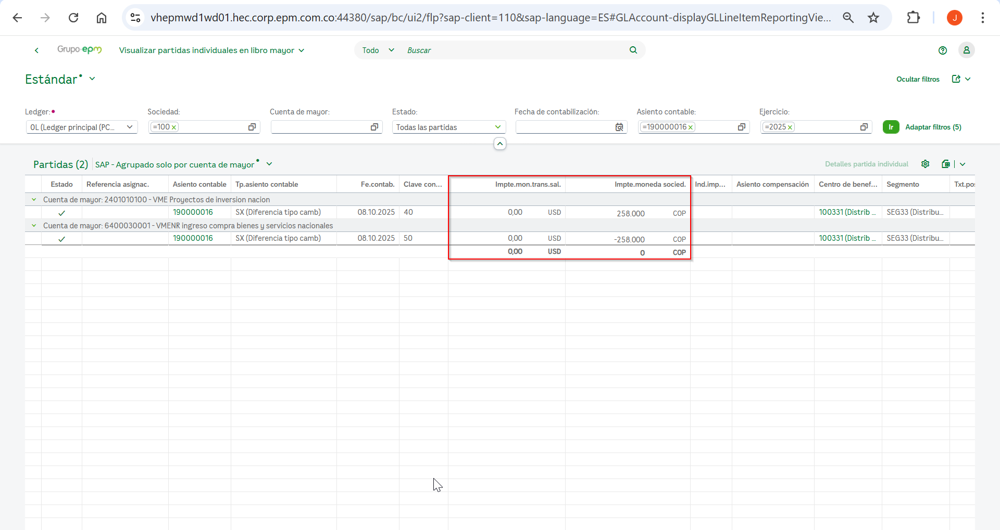 vhepmwd1wd01.hec.corp.epm.com.co:44380/sap/bc/ui2/flp?sap-client=110&sap-language=ES#GLAccount-displayGLLineItemReportingVie...
J
Grupo·epm Visualizar partidas individuales en libro mayor Todo Buscar
Estándar* Ocultar filtros
Ledger: Sociedad: Cuenta de mayor: Estado: Fecha de contabilización: Asiento contable: Ejercicio:
0L (Ledger principal (PC... =100 Todas las partidas =190000016 =2025 Ir Adaptar filtros (5)
Partidas (2) SAP - Agrupado solo por cuenta de mayor* Detalles partida individual
Estado Referencia asignac. Asiento contable Tp.asiento contable Fe.contab. Clave con... Impte.mon.trans.sal. Impte.moneda socied. Ind.imp... Asiento compensación Centro de benef... Segmento Txt.pos
Cuenta de mayor: 2401010100 - VME Proyectos de inversion nacion
190000016 SX (Diferencia tipo camb) 08.10.2025 40 0,00 USD 258.000 COP 100331 (Distrib ... SEG33 (Distribu...
Cuenta de mayor: 6400030001 - VMENR ingreso compra bienes y servicios nacionales
190000016 SX (Diferencia tipo camb) 08.10.2025 50 0,00 USD -258.000 COP 100331 (Distrib ... SEG33 (Distribu...
0,00 USD 0 COP